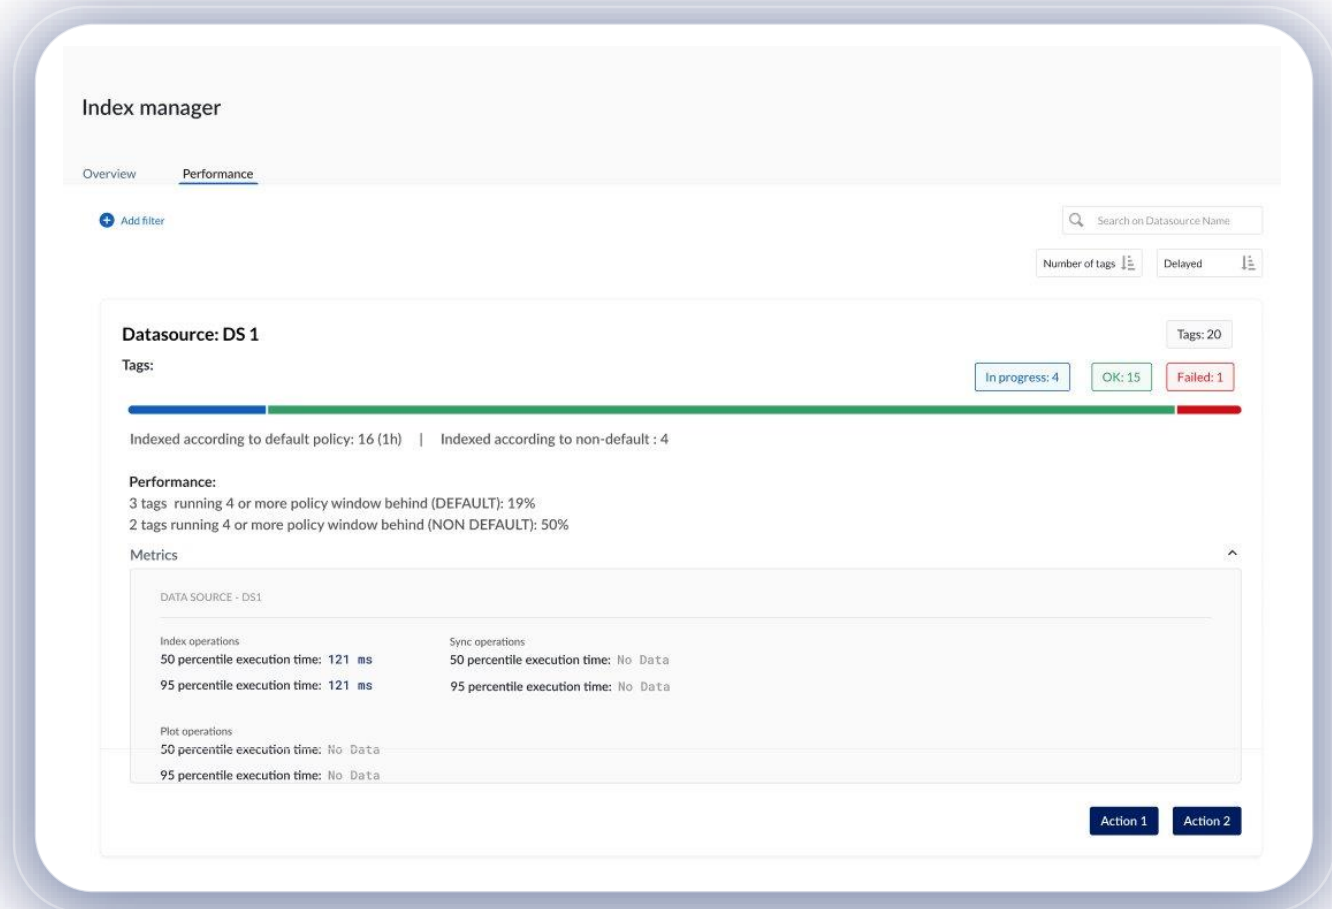 Index manager
Overview Performance
Add filter
Search on Datasource Name
Number of tags Delayed
Datasource: DS 1
Tags: 20
Tags:
In progress: 4 OK: 15 Failed: 1
Indexed according to default policy: 16 (1h) | Indexed according to non-default : 4
Performance:
3 tags running 4 or more policy window behind (DEFAULT): 19%
2 tags running 4 or more policy window behind (NON DEFAULT): 50%
Metrics
DATA SOURCE - DS1
Index operations
50 percentile execution time: 121 ms
95 percentile execution time: 121 ms
Sync operations
50 percentile execution time: No Data
95 percentile execution time: No Data
Plot operations
50 percentile execution time: No Data
95 percentile execution time: No Data
Action 1 Action 2